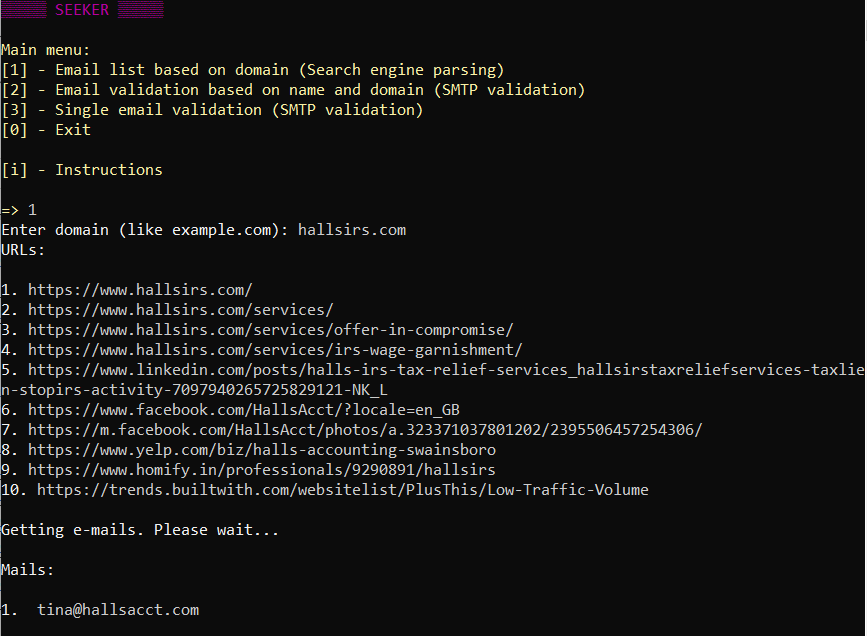 SEEKER
Main menu:
[1] - Email list based on domain (Search engine parsing)
[2] - Email validation based on name and domain (SMTP validation)
[3] - Single email validation (SMTP validation)
[0] - Exit
[i] - Instructions
=> 1
Enter domain (like example.com): hallsirs.com
URLs:
1. https://www.hallsirs.com/
2. https://www.hallsirs.com/services/
3. https://www.hallsirs.com/services/offer-in-compromise/
4. https://www.hallsirs.com/services/irs-wage-garnishment/
5. https://www.linkedin.com/posts/halls-irs-tax-relief-services_hallsirstaxreliefservices-taxlie
n-stopirs-activity-7097940265725829121-NK_L
6. https://www.facebook.com/HallsAcct/?locale=en_GB
7. https://m.facebook.com/HallsAcct/photos/a.323371037801202/2395506457254306/
8. https://www.yelp.com/biz/halls-accounting-swainsboro
9. https://www.homify.in/professionals/9290891/hallsirs
10. https://trends.builtwith.com/websitelist/PlusThis/Low-Traffic-Volume
Getting e-mails. Please wait...
Mails:
1.  tina@hallsacct.com